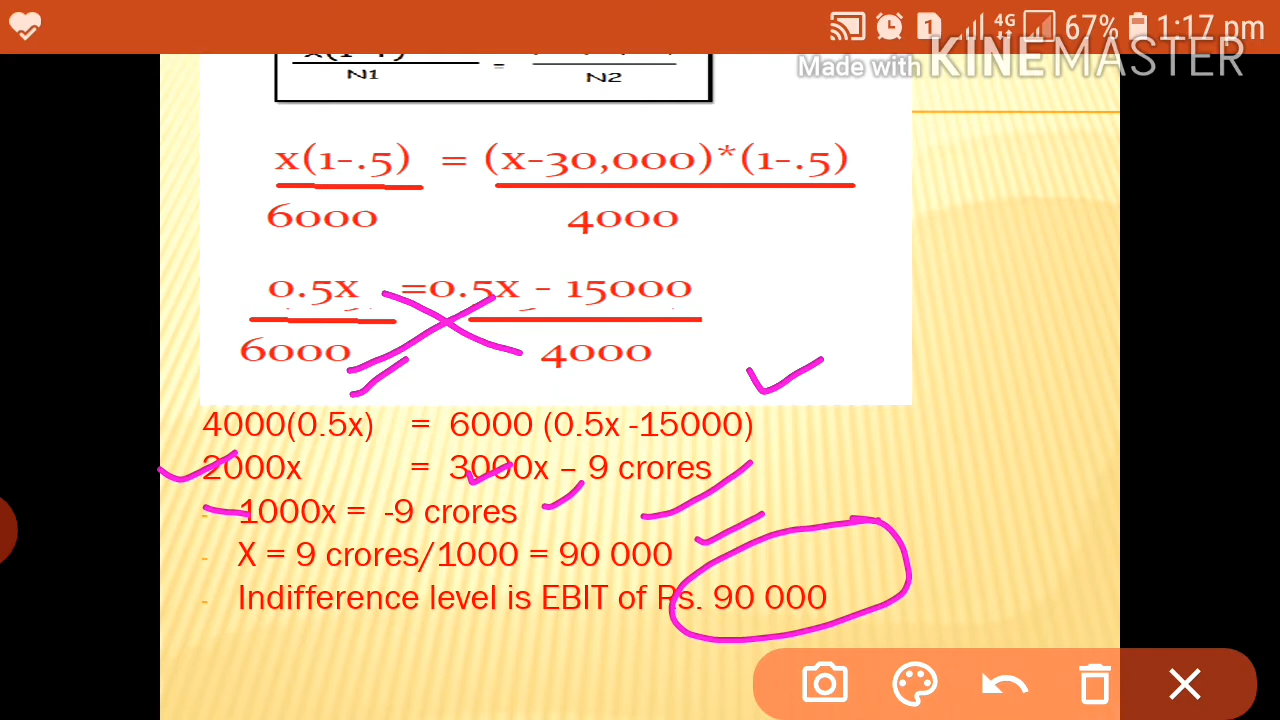 4G 67% 1:17 pm
Made with KINEMASTER
N1 = N2
x(1-.5) = (x-30,000)*(1-.5)
6000 4000
0.5x =0.5x - 15000
6000 4000
4000(0.5x) = 6000 (0.5x -15000)
2000x = 3000x – 9 crores
- 1000x = -9 crores
- X = 9 crores/1000 = 90 000
- Indifference level is EBIT of Rs. 90 000